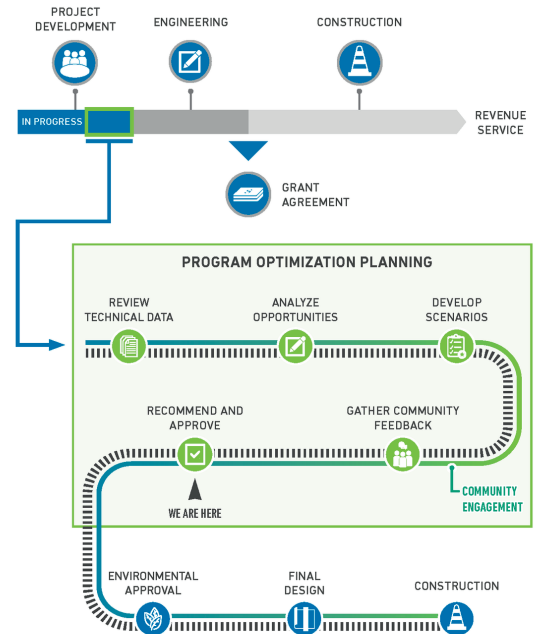 PROJECT
DEVELOPMENT
ENGINEERING
CONSTRUCTION
IN PROGRESS
REVENUE
SERVICE
GRANT
AGREEMENT
PROGRAM OPTIMIZATION PLANNING
REVIEW
TECHNICAL DATA
ANALYZE
OPPORTUNITIES
DEVELOP
SCENARIOS
RECOMMEND AND
APPROVE
GATHER COMMUNITY
FEEDBACK
WE ARE HERE
COMMUNITY
ENGAGEMENT
ENVIRONMENTAL
APPROVAL
FINAL
DESIGN
CONSTRUCTION